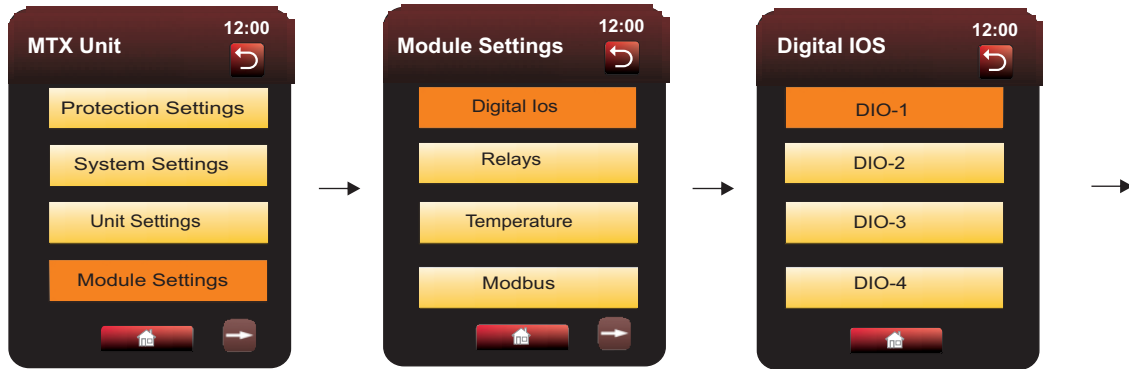 MTX Unit
12:00
Protection Settings
System Settings
Unit Settings
Module Settings
Module Settings
12:00
Digital Ios
Relays
Temperature
Modbus
Digital IOS
12:00
DIO-1
DIO-2
DIO-3
DIO-4